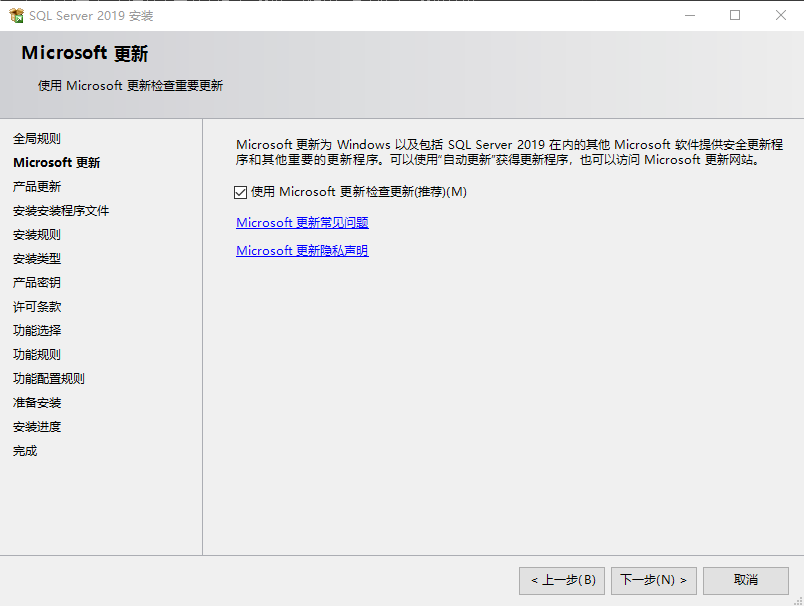 SQL Server 2019 安装
Microsoft 更新
使用 Microsoft 更新检查重要更新
全局规则
Microsoft 更新
产品更新
安装安装程序文件
安装规则
安装类型
产品密钥
许可条款
功能选择
功能规则
功能配置规则
准备安装
安装进度
完成
Microsoft 更新为 Windows 以及包括 SQL Server 2019 在内的其他 Microsoft 软件提供安全更新程
序和其他重要的更新程序。可以使用"自动更新"获得更新程序，也可以访问 Microsoft 更新网站。
使用 Microsoft 更新检查更新(推荐)(M)
Microsoft 更新常见问题
Microsoft 更新隐私声明
< 上一步(B)
下一步(N) >
取消